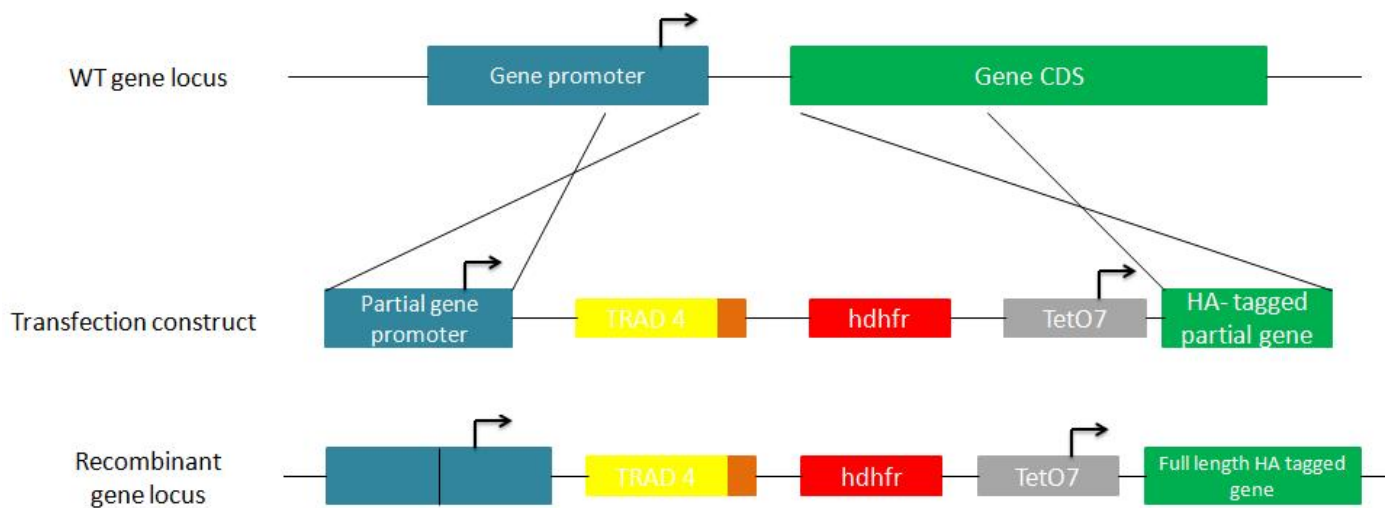 WT gene locus
Gene promoter
Gene CDS
Transfection construct
Partial gene
promoter
TRAD 4
hdhfr
TetO7
HA- tagged
partial gene
Recombinant
gene locus
TRAD 4
hdhfr
TetO7
Full length HA tagged
gene